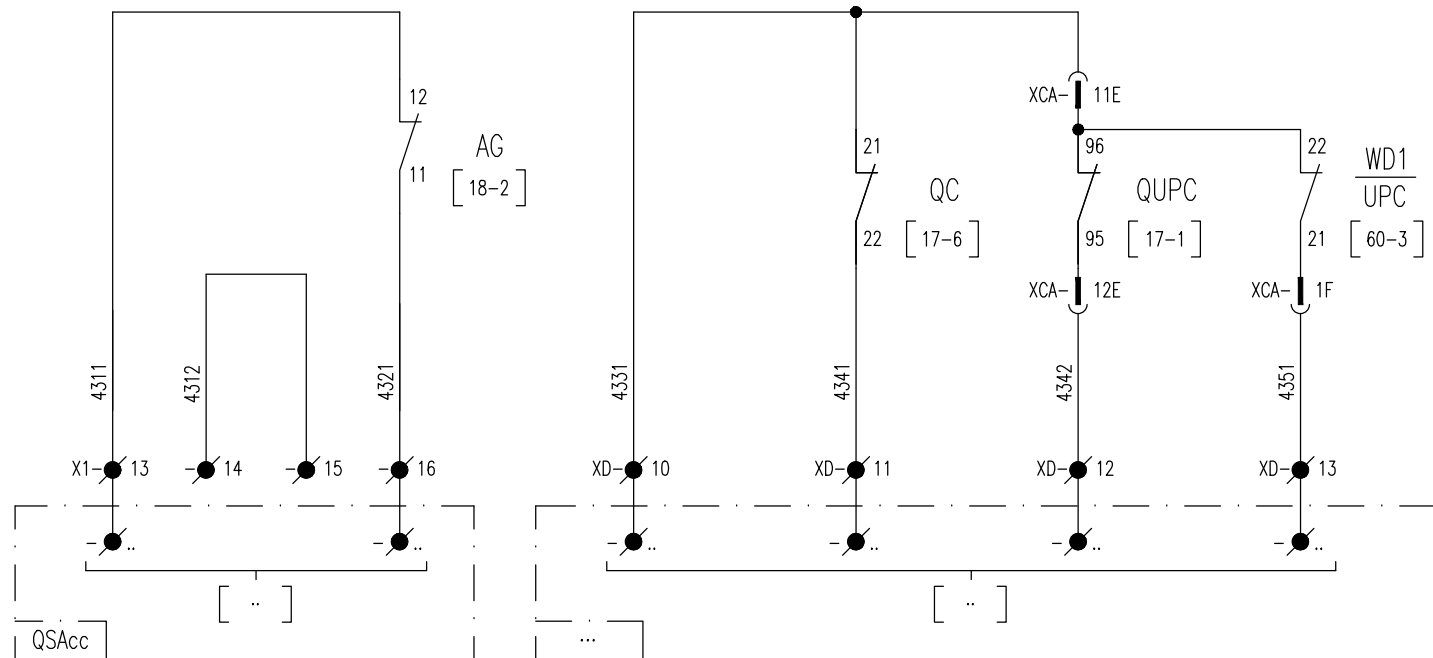 XCA- 11E
12
11
AG
[18-2]
21
22
QC
[17-6]
96
95
QUPC
[17-1]
22
21
WD1
UPC
[60-3]
XCA- 12E
XCA- 1F
4311
4312
4321
4331
4341
4342
4351
X1- 13
- 14
- 15
- 16
XD- 10
XD- 11
XD- 12
XD- 13
- ..
- ..
- ..
- ..
- ..
- ..
[ .. ]
[ .. ]
QSAcc
...